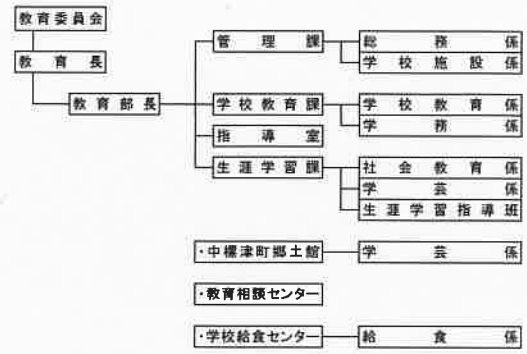 教育委員会
教育長
教育部長
管理課
総務係
学校施設係
学校教育課
学校教育係
学務係
指導室
生涯学習課
社会教育係
学芸係
生涯学習指導班
・中標津町郷土館
学芸係
・教育相談センター
・学校給食センター
給食係